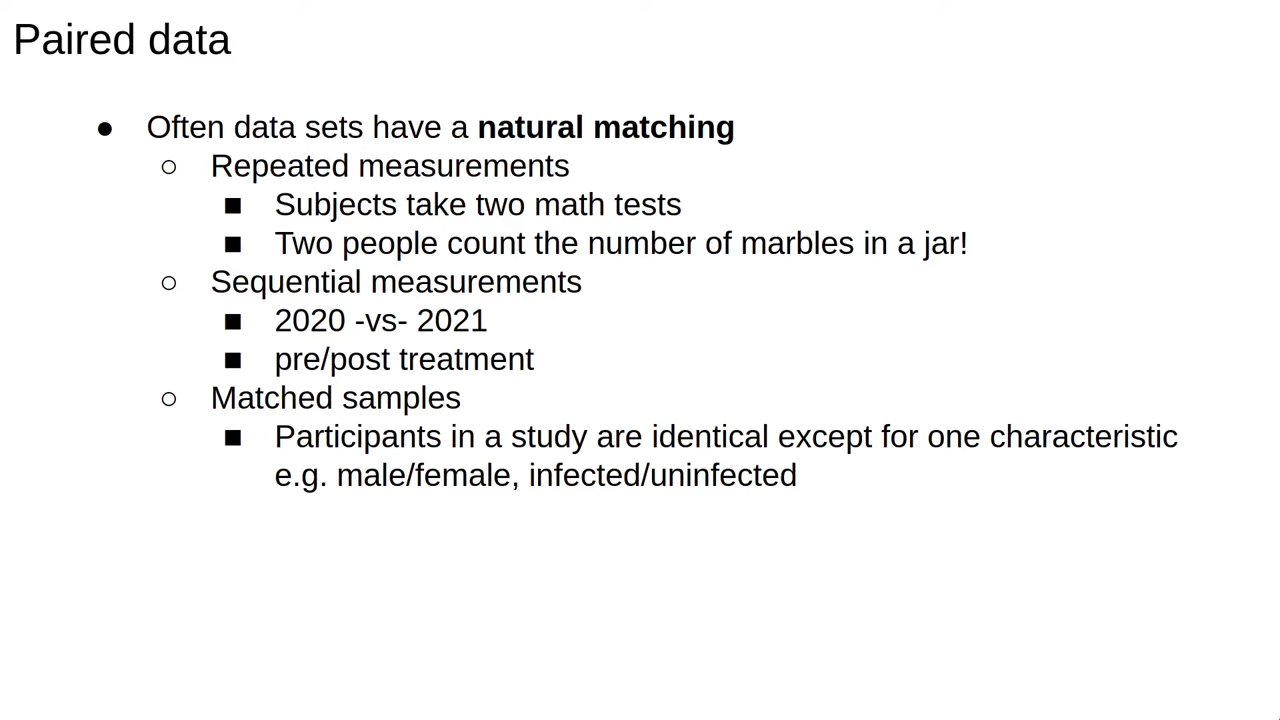 Paired data
● Often data sets have a natural matching
○ Repeated measurements
■ Subjects take two math tests
■ Two people count the number of marbles in a jar!
○ Sequential measurements
■ 2020 -vs- 2021
■ pre/post treatment
○ Matched samples
■ Participants in a study are identical except for one characteristic
e.g. male/female, infected/uninfected